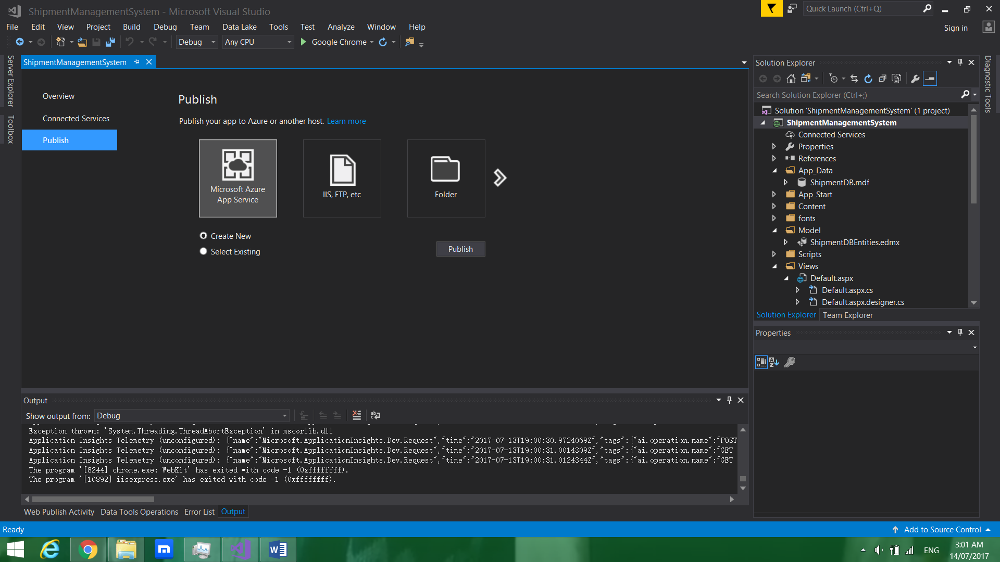 ShipmentManagementSystem - Microsoft Visual Studio
Quick Launch (Ctrl+Q)
File Edit View Project Build Debug Team Data Lake Tools Test Analyze Window Help
Sign in
Debug Any CPU Google Chrome
Server Explorer
Toolbox
ShipmentManagementSystem
Overview
Connected Services
Publish
Publish
Publish your app to Azure or another host. Learn more
Microsoft Azure
App Service
IIS, FTP, etc
Folder
Create New
Select Existing
Publish
Solution Explorer
Search Solution Explorer (Ctrl+;)
Solution 'ShipmentManagementSystem' (1 project)
ShipmentManagementSystem
Connected Services
Properties
References
App_Data
ShipmentDB.mdf
App_Start
Content
fonts
Model
ShipmentDBEntities.edmx
Scripts
Views
Default.aspx
Default.aspx.cs
Default.aspx.designer.cs
Solution Explorer Team Explorer
Diagnostic Tools
Properties
Output
Show output from: Debug
Exception thrown: 'System.Threading.ThreadAbortException' in mscorlib.dll
Application Insights Telemetry (unconfigured): {"name":"Microsoft.ApplicationInsights.Dev.Request","time":"2017-07-13T19:00:30.9724069Z","tags":{"ai.operation.name":"POST
Application Insights Telemetry (unconfigured): {"name":"Microsoft.ApplicationInsights.Dev.Request","time":"2017-07-13T19:00:31.0014309Z","tags":{"ai.operation.name":"GET
Application Insights Telemetry (unconfigured): {"name":"Microsoft.ApplicationInsights.Dev.Request","time":"2017-07-13T19:00:31.0124344Z","tags":{"ai.operation.name":"GET
The program '[8244] chrome.exe: WebKit' has exited with code -1 (0xffffffff).
The program '[10892] iisexpress.exe' has exited with code -1 (0xffffffff).
Web Publish Activity Data Tools Operations Error List Output
Ready
Add to Source Control
ENG
3:01 AM
14/07/2017